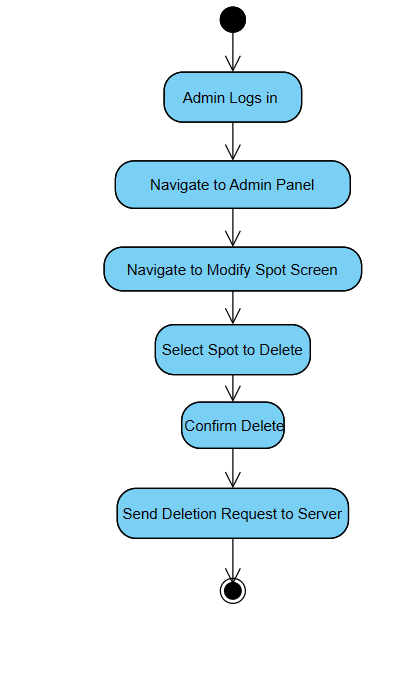 Admin Logs in
Navigate to Admin Panel
Navigate to Modify Spot Screen
Select Spot to Delete
Confirm Delete
Send Deletion Request to Server